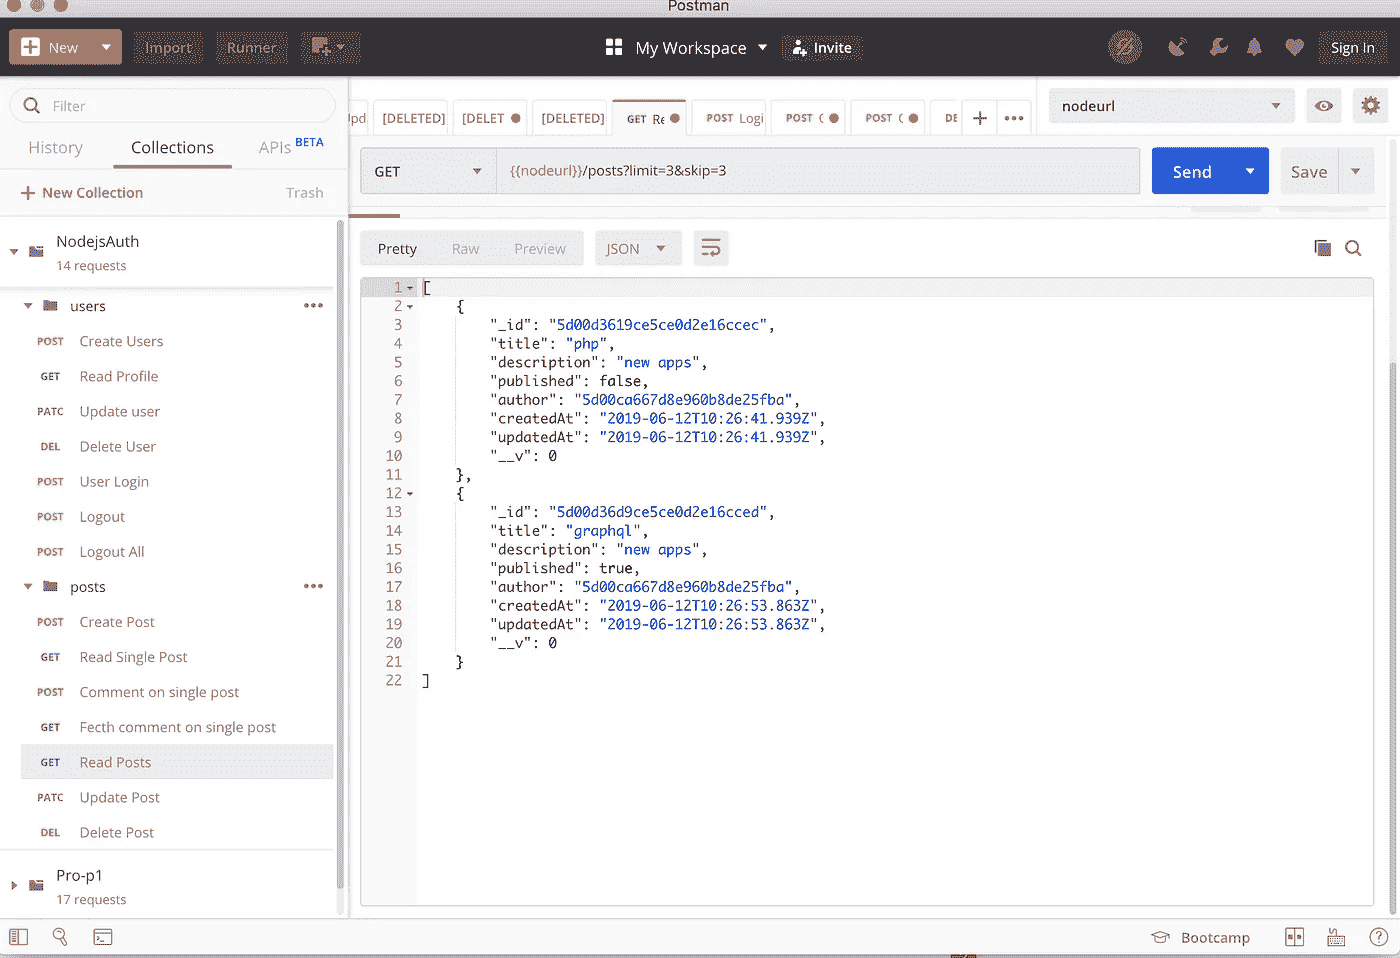 Postman
New
Import
Runner
My Workspace
Invite
Sign In
Filter
History
Collections
APIs BETA
New Collection
Trash
NodejsAuth
14 requests
users
POST Create Users
GET Read Profile
PATC Update user
DEL Delete User
POST User Login
POST Logout
POST Logout All
posts
POST Create Post
GET Read Single Post
POST Comment on single post
GET Fecth comment on single post
GET Read Posts
PATC Update Post
DEL Delete Post
Pro-p1
17 requests
[DELETED]
[DELET
[DELETED]
GET Re
POST Logi
POST
POST
DE
nodeurl
GET
{{nodeurl}}/posts?limit=3&skip=3
Send
Save
Pretty
Raw
Preview
JSON
1 [
2 {
3 "_id": "5d00d3619ce5ce0d2e16ccec",
4 "title": "php",
5 "description": "new apps",
6 "published": false,
7 "author": "5d00ca667d8e960b8de25fba",
8 "createdAt": "2019-06-12T10:26:41.939Z",
9 "updatedAt": "2019-06-12T10:26:41.939Z",
10 "__v": 0
11 },
12 {
13 "_id": "5d00d36d9ce5ce0d2e16cced",
14 "title": "graphql",
15 "description": "new apps",
16 "published": true,
17 "author": "5d00ca667d8e960b8de25fba",
18 "createdAt": "2019-06-12T10:26:53.863Z",
19 "updatedAt": "2019-06-12T10:26:53.863Z",
20 "__v": 0
21 }
22 ]
Bootcamp